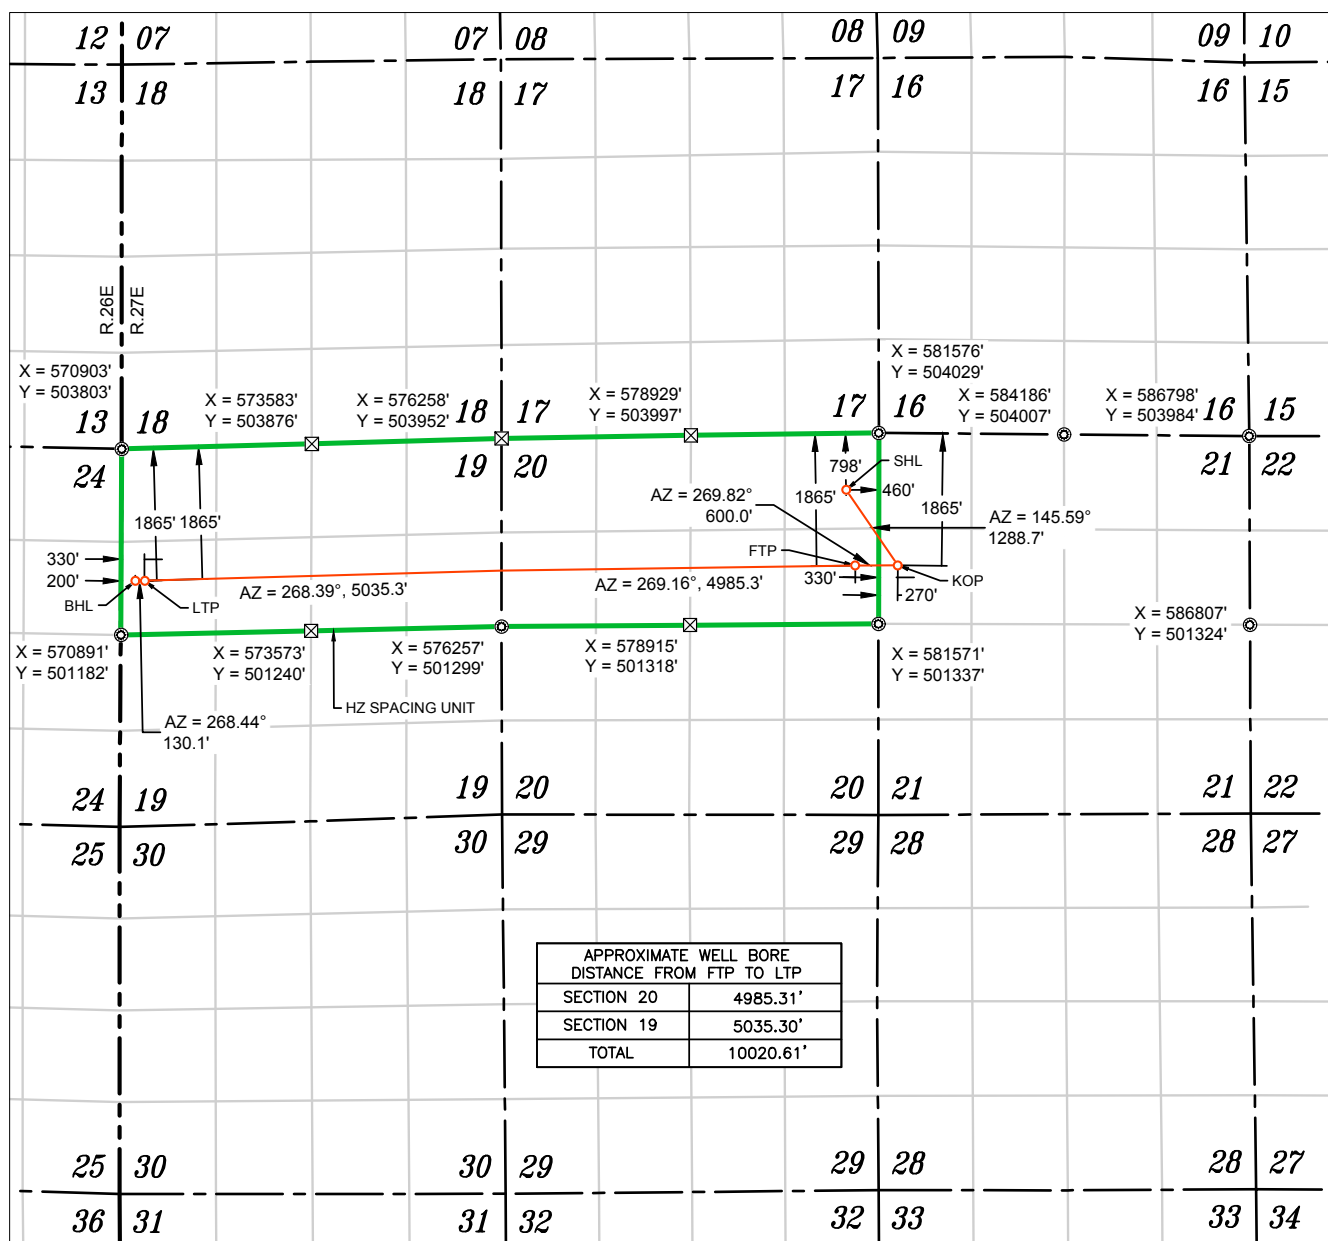 12 07 07 08 08 09 09 10
13 18 18 17 17 16 16 15
R.26E
R.27E
X = 570903'
Y = 503803'
X = 573583'
Y = 503876'
X = 576258'
Y = 503952'
X = 578929'
Y = 503997'
X = 581576'
Y = 504029'
X = 584186'
Y = 504007'
X = 586798'
Y = 503984'
13 18 18 17 17 16 16 15
24 19 20 21 22
798'
SHL
460'
1865'
1865'
1865'
1865'
AZ = 269.82°
600.0'
AZ = 145.59°
1288.7'
FTP
330'
KOP
270'
330'
200'
BHL
LTP
AZ = 268.39°, 5035.3'
AZ = 269.16°, 4985.3'
X = 570891'
Y = 501182'
X = 573573'
Y = 501240'
X = 576257'
Y = 501299'
X = 578915'
Y = 501318'
X = 581571'
Y = 501337'
X = 586807'
Y = 501324'
HZ SPACING UNIT
AZ = 268.44°
130.1'
24 19 19 20 20 21 21 22
25 30 30 29 29 28 28 27
APPROXIMATE WELL BORE
DISTANCE FROM FTP TO LTP
SECTION 20 4985.31'
SECTION 19 5035.30'
TOTAL 10020.61'
25 30 30 29 29 28 28 27
36 31 31 32 32 33 33 34